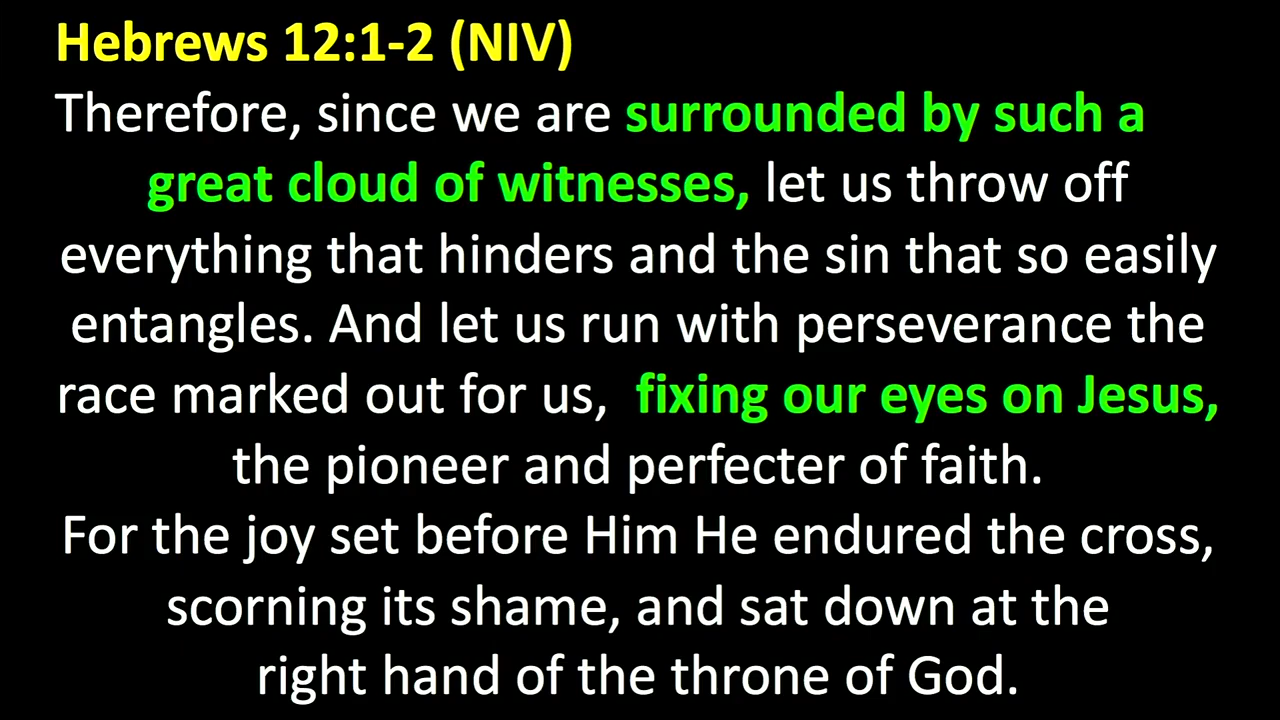 Hebrews 12:1-2 (NIV)
Therefore, since we are surrounded by such a
great cloud of witnesses, let us throw off
everything that hinders and the sin that so easily
entangles. And let us run with perseverance the
race marked out for us, fixing our eyes on Jesus,
the pioneer and perfecter of faith.
For the joy set before Him He endured the cross,
scorning its shame, and sat down at the
right hand of the throne of God.